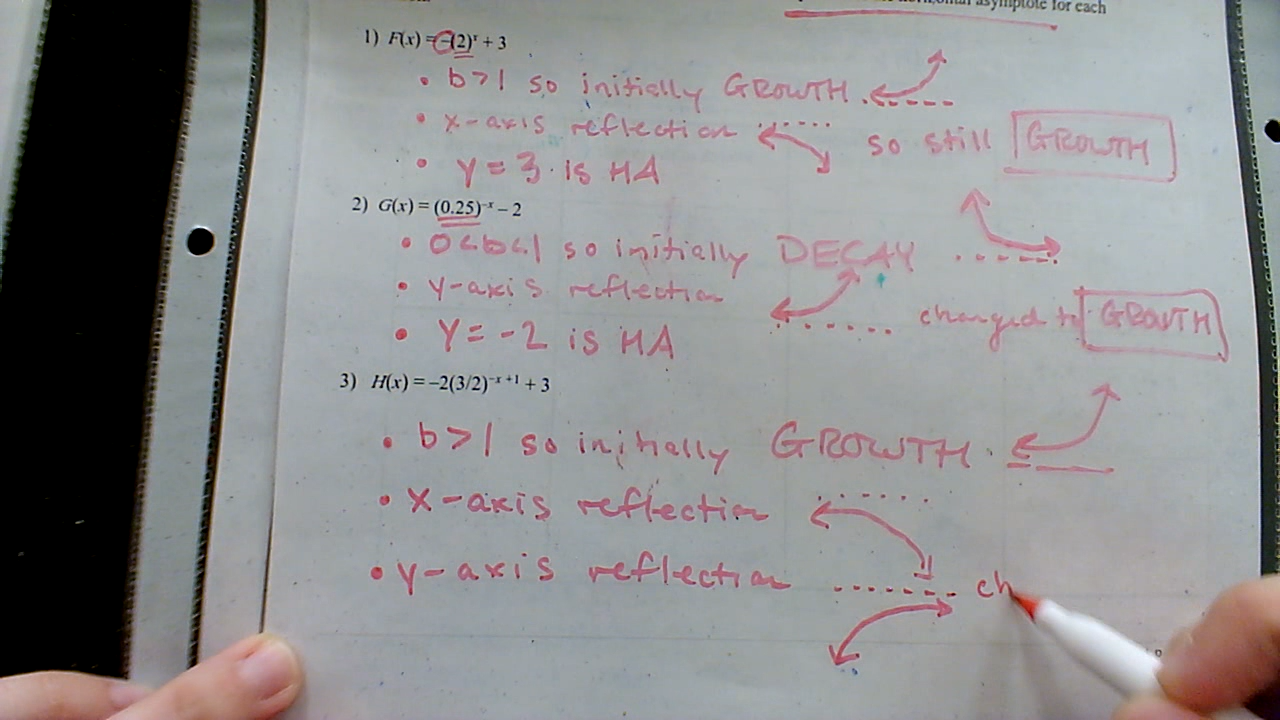 asymptote for each
1) F(x) = -(2)ˣ + 3
• b>1 so initially GROWTH.
• x-axis reflection so still GROWTH
• y = 3 is HA
2) G(x) = (0.25)⁻ˣ – 2
• 0<b<1 so initially DECAY
• y-axis reflection
changed to GROWTH
• y = -2 is HA
3) H(x) = –2(3/2)⁻ˣ⁺¹ + 3
• b>1 so initially GROWTH.
• x-axis reflection
• y-axis reflection ch